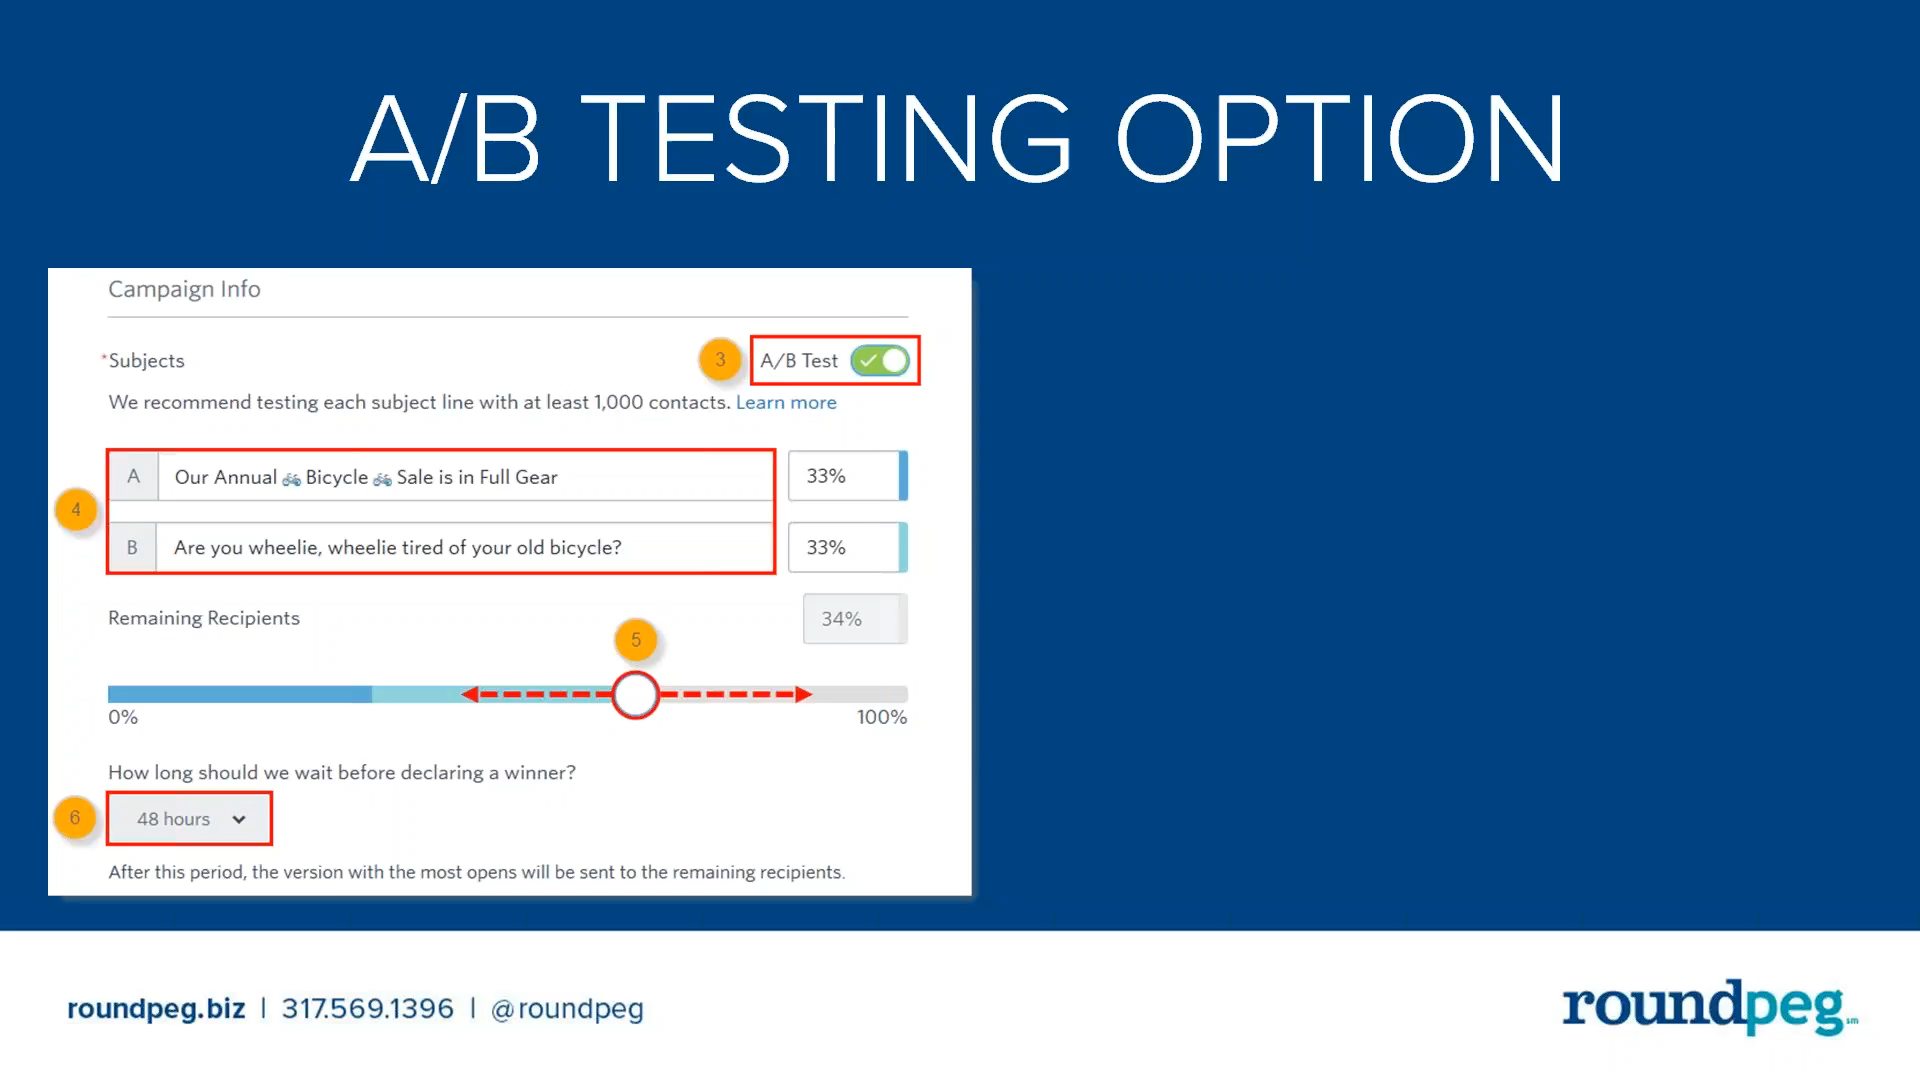 A/B TESTING OPTION
Campaign Info
*Subjects
3
A/B Test
We recommend testing each subject line with at least 1,000 contacts. Learn more
A Our Annual 🚲 Bicycle 🚲 Sale is in Full Gear 33%
4
B Are you wheelie, wheelie tired of your old bicycle? 33%
Remaining Recipients 34%
5
0% 100%
How long should we wait before declaring a winner?
6 48 hours
After this period, the version with the most opens will be sent to the remaining recipients.
roundpeg.biz | 317.569.1396 | @roundpeg
roundpeg sm